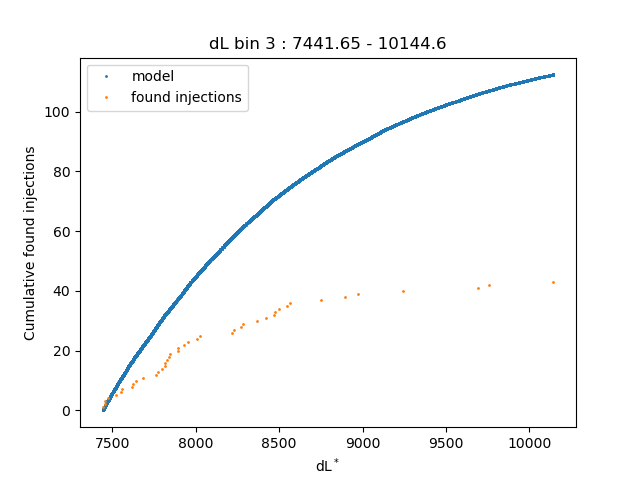 dL bin 3 : 7441.65 - 10144.6
model
found injections
Cumulative found injections
100
80
60
40
20
0
7500 8000 8500 9000 9500 10000
dL*